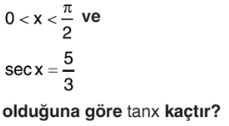 0 < x < π/2 ve
sec x = 5/3
olduğuna göre tanx kaçtır?